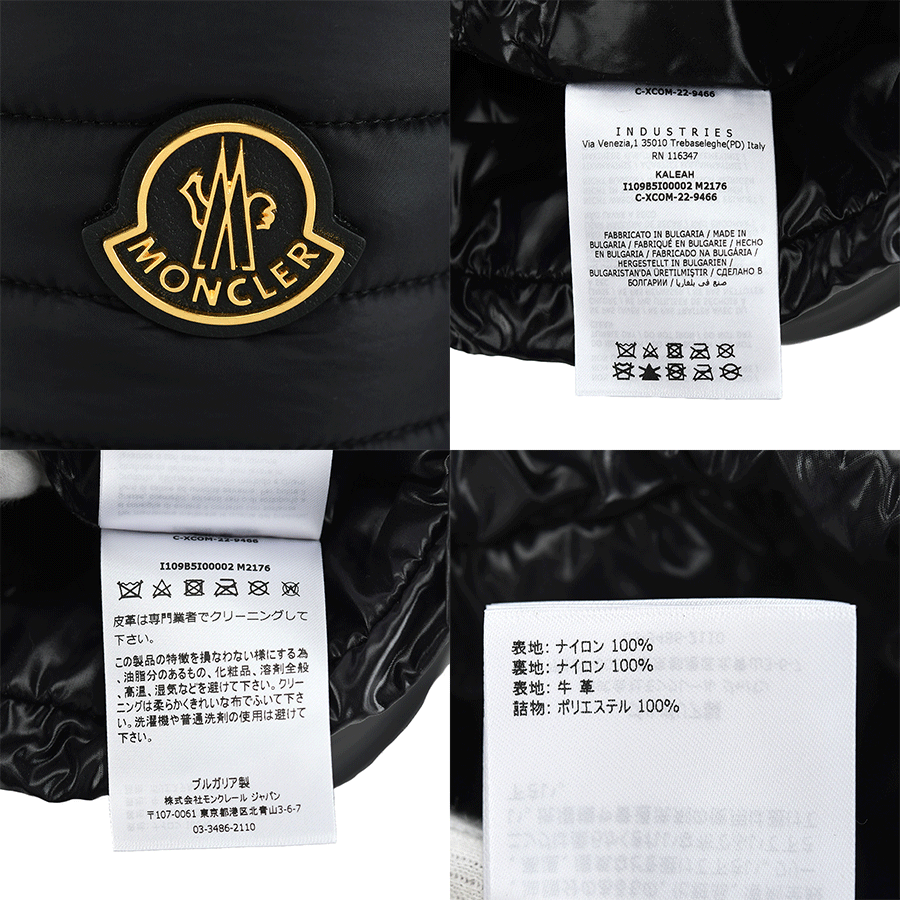 MONCLER
C-XCOM-22-9466
INDUSTRIES
Via Venezia,1 35010 Trebaseleghe(PD) Italy
RN 116347
KALEAH
I109B5I00002 M2176
C-XCOM-22-9466
FABBRICATO IN BULGARIA / MADE IN
BULGARIA / FABRIQUÉ EN BULGARIE / HECHO
EN BULGARIA / FABRICADO NA BULGÁRIA /
HERGESTELLT IN BULGARIEN /
BULGARISTAN'DA ÜRETILMIŞTIR / СДЕЛАНО В
БОЛГАРИИ / صنع في بلغاريا
C-XCOM-22-9466
I109B5I00002 M2176
皮革は専門業者でクリーニングして
下さい。
この製品の特徴を損なわない様にする為
、油脂分のあるもの、化粧品、溶剤全般
、高温、湿気などを避けて下さい。クリー
ニングは柔らかくきれいな布でふいて下さ
い。洗濯機や普通洗剤の使用は避けて
下さい。
ブルガリア製
株式会社モンクレール ジャパン
〒107-0061 東京都港区北青山3-6-7
03-3486-2110
表地: ナイロン 100%
裏地: ナイロン 100%
表地: 牛 革
詰物: ポリエステル 100%